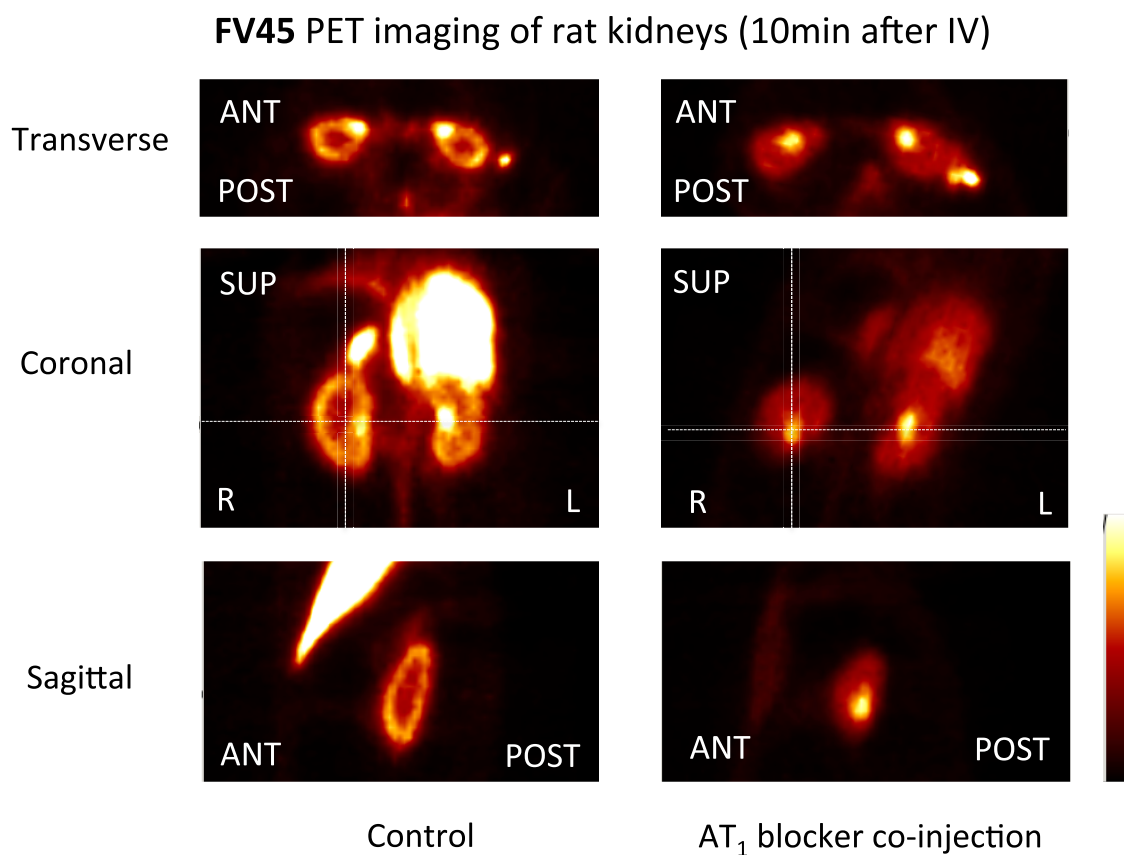 FV45 PET imaging of rat kidneys (10min after IV)
Transverse
ANT
POST
ANT
POST
Coronal
SUP
R
L
SUP
R
L
Sagittal
ANT
POST
ANT
POST
Control
AT₁ blocker co-injection